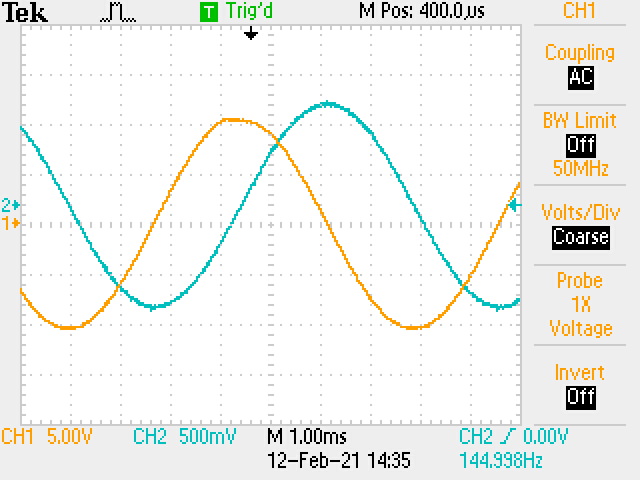 Tek T Trig'd M Pos: 400.0µs CH1
Coupling
AC
BW Limit
Off
50MHz
2
1
Volts/Div
Coarse
Probe
1X
Voltage
Invert
Off
CH1 5.00V CH2 500mV M 1.00ms CH2 0.00V
12-Feb-21 14:35 144.998Hz